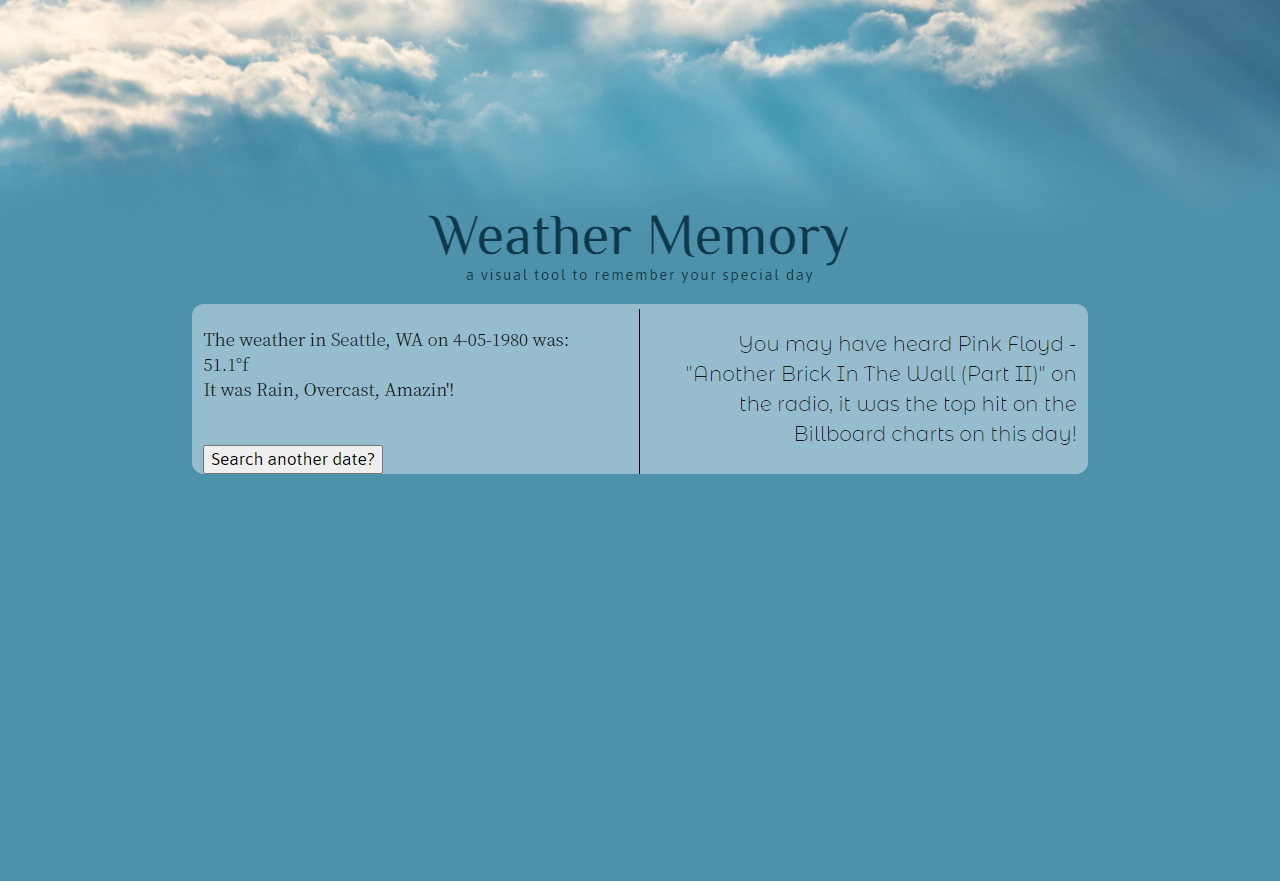 Weather Memory
a visual tool to remember your special day
The weather in Seattle, WA on 4-05-1980 was:
51.1°f
It was Rain, Overcast, Amazin'!
Search another date?
You may have heard Pink Floyd -
"Another Brick In The Wall (Part II)" on
the radio, it was the top hit on the
Billboard charts on this day!